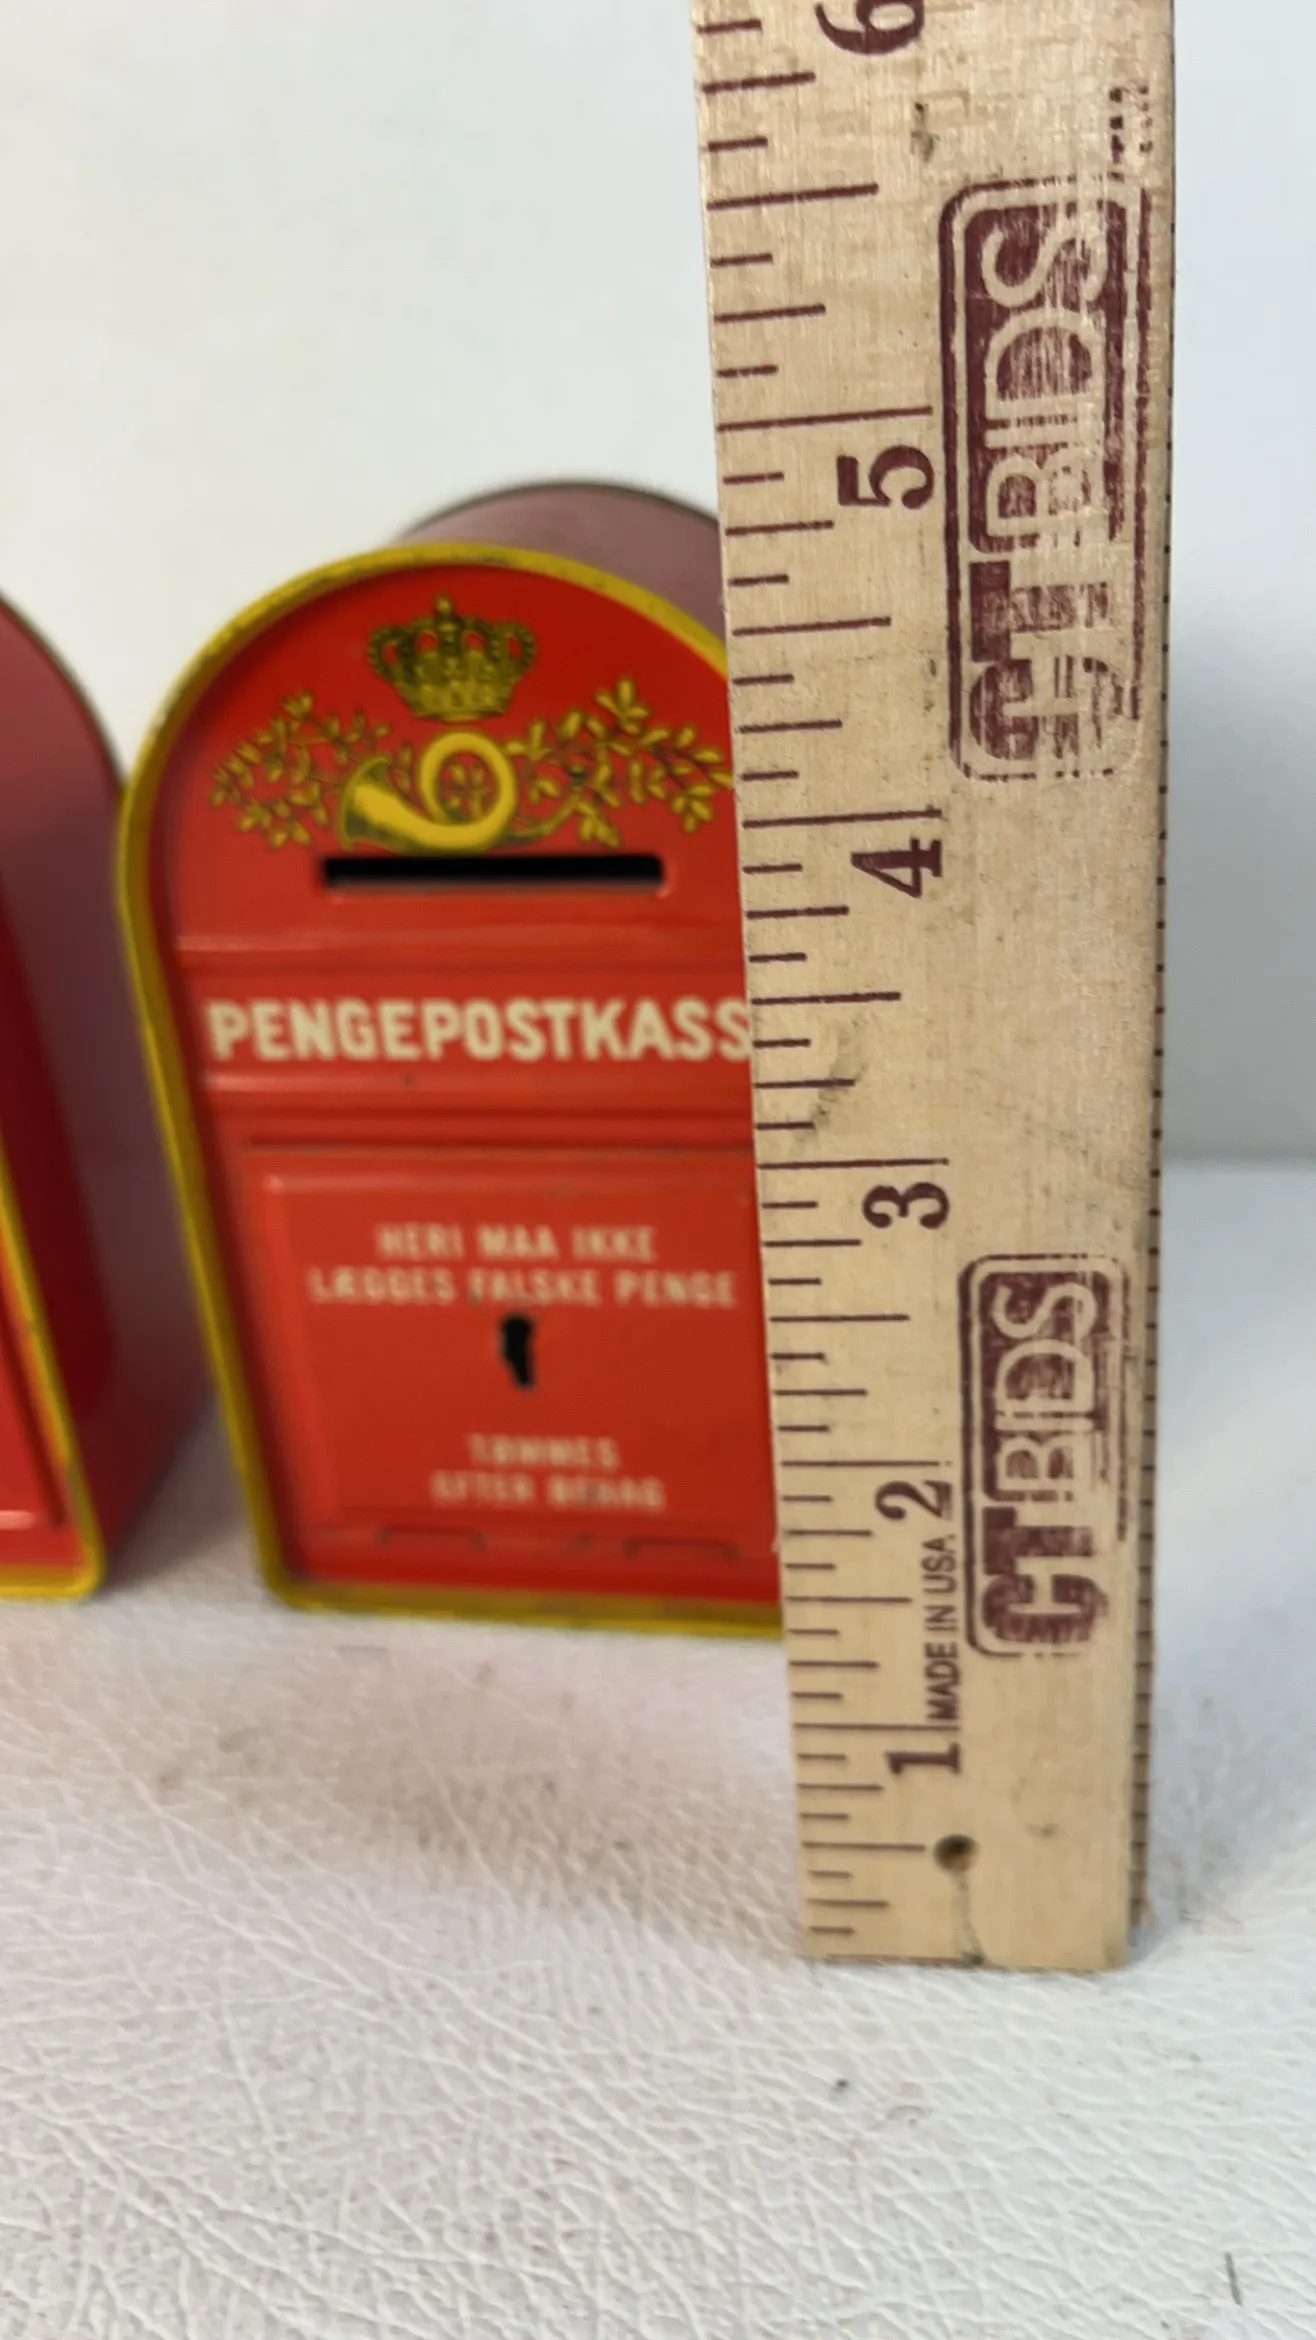 PENGEPOSTKASS
HERI MAA IKKE
LÆGGES FALSKE PENGE
TØMMES
EFTER BEHAG
6
5
4
3
2
1
MADE IN USA
CTBIDS
CTBIDS